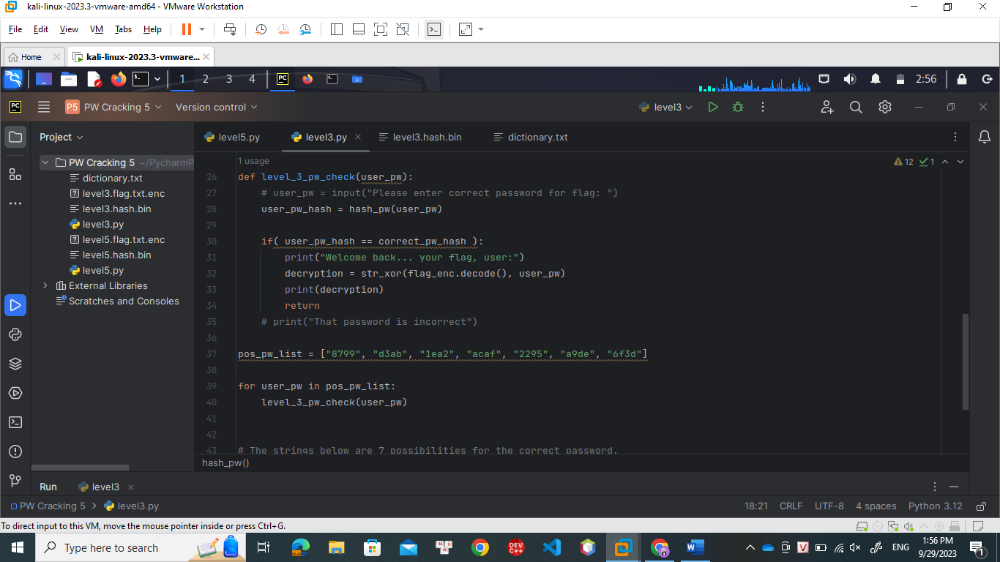 kali-linux-2023.3-vmware-amd64 - VMware Workstation
File Edit View VM Tabs Help
Home kali-linux-2023.3-vmware...
1 2 3 4 PC 2:56
PC P5 PW Cracking 5 Version control level3
Project level5.py level3.py level3.hash.bin dictionary.txt
PW Cracking 5 ~/PycharmP
dictionary.txt
level3.flag.txt.enc
level3.hash.bin
level3.py
level5.flag.txt.enc
level5.hash.bin
level5.py
External Libraries
Scratches and Consoles
1 usage 12 1
26 def level_3_pw_check(user_pw):
27 # user_pw = input("Please enter correct password for flag: ")
28 user_pw_hash = hash_pw(user_pw)
29
30 if( user_pw_hash == correct_pw_hash ):
31 print("Welcome back... your flag, user:")
32 decryption = str_xor(flag_enc.decode(), user_pw)
33 print(decryption)
34 return
35 # print("That password is incorrect")
36
37 pos_pw_list = ["8799", "d3ab", "1ea2", "acaf", "2295", "a9de", "6f3d"]
38
39 for user_pw in pos_pw_list:
40 level_3_pw_check(user_pw)
41
42
43 # The strings below are 7 possibilities for the correct password.
hash_pw()
Run level3
PW Cracking 5 > level3.py 18:21 CRLF UTF-8 4 spaces Python 3.12
To direct input to this VM, move the mouse pointer inside or press Ctrl+G.
Type here to search DEV C++ ENG 1:56 PM
9/29/2023 1